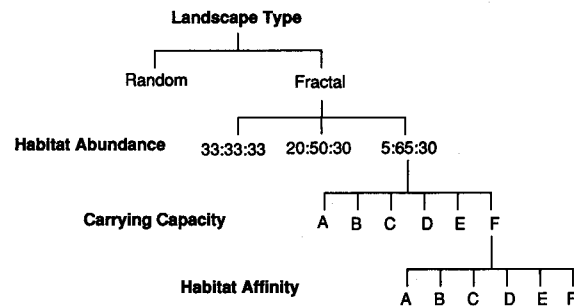 Landscape Type
Random Fractal
Habitat Abundance 33:33:33 20:50:30 5:65:30
Carrying Capacity A B C D E F
Habitat Affinity A B C D E F